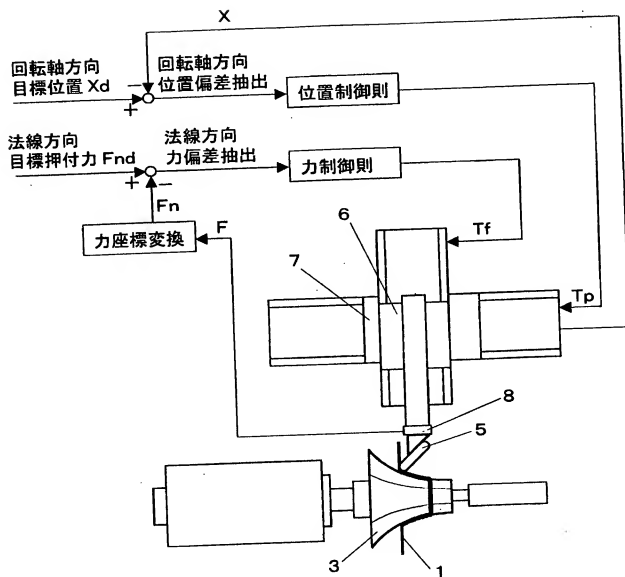 X
回転軸方向
目標位置 Xd
回転軸方向
位置偏差抽出
位置制御則
− 
+
法線方向
目標押付力 Fnd
法線方向
力偏差抽出
力制御則
+
−
Fn
力座標変換
F
6
7
Tf
Tp
8
5
3
1